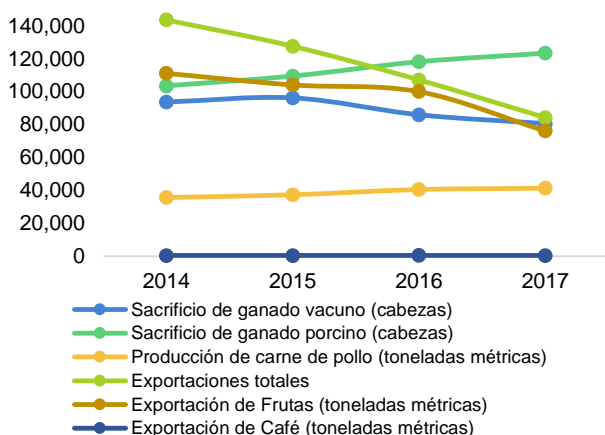 140,000
120,000
100,000
80,000
60,000
40,000
20,000
0
2014 2015 2016 2017
Sacrificio de ganado vacuno (cabezas)
Sacrificio de ganado porcino (cabezas)
Producción de carne de pollo (toneladas métricas)
Exportaciones totales
Exportación de Frutas (toneladas métricas)
Exportación de Café (toneladas métricas)